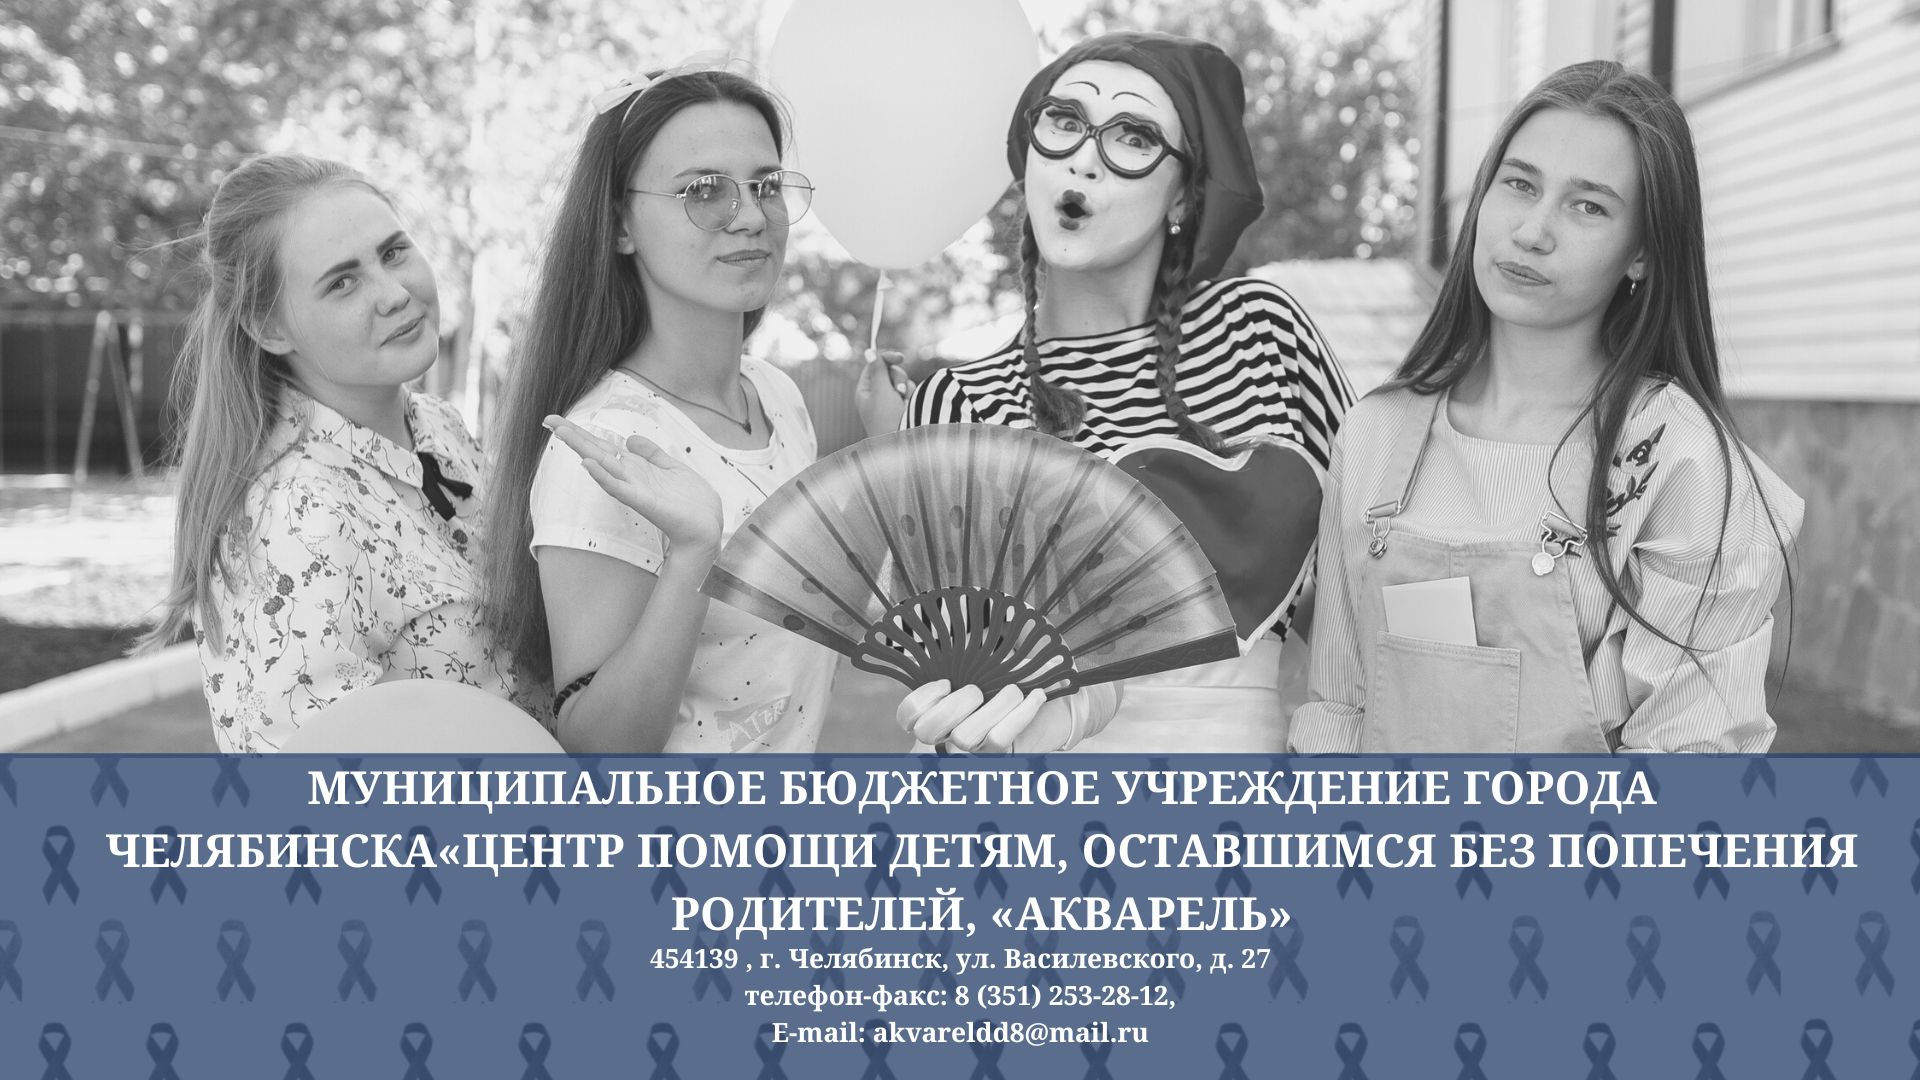 МУНИЦИПАЛЬНОЕ БЮДЖЕТНОЕ УЧРЕЖДЕНИЕ ГОРОДА
ЧЕЛЯБИНСКА«ЦЕНТР ПОМОЩИ ДЕТЯМ, ОСТАВШИМСЯ БЕЗ ПОПЕЧЕНИЯ
РОДИТЕЛЕЙ, «АКВАРЕЛЬ»
454139 , г. Челябинск, ул. Василевского, д. 27
телефон-факс: 8 (351) 253-28-12,
E-mail: akvareldd8@mail.ru